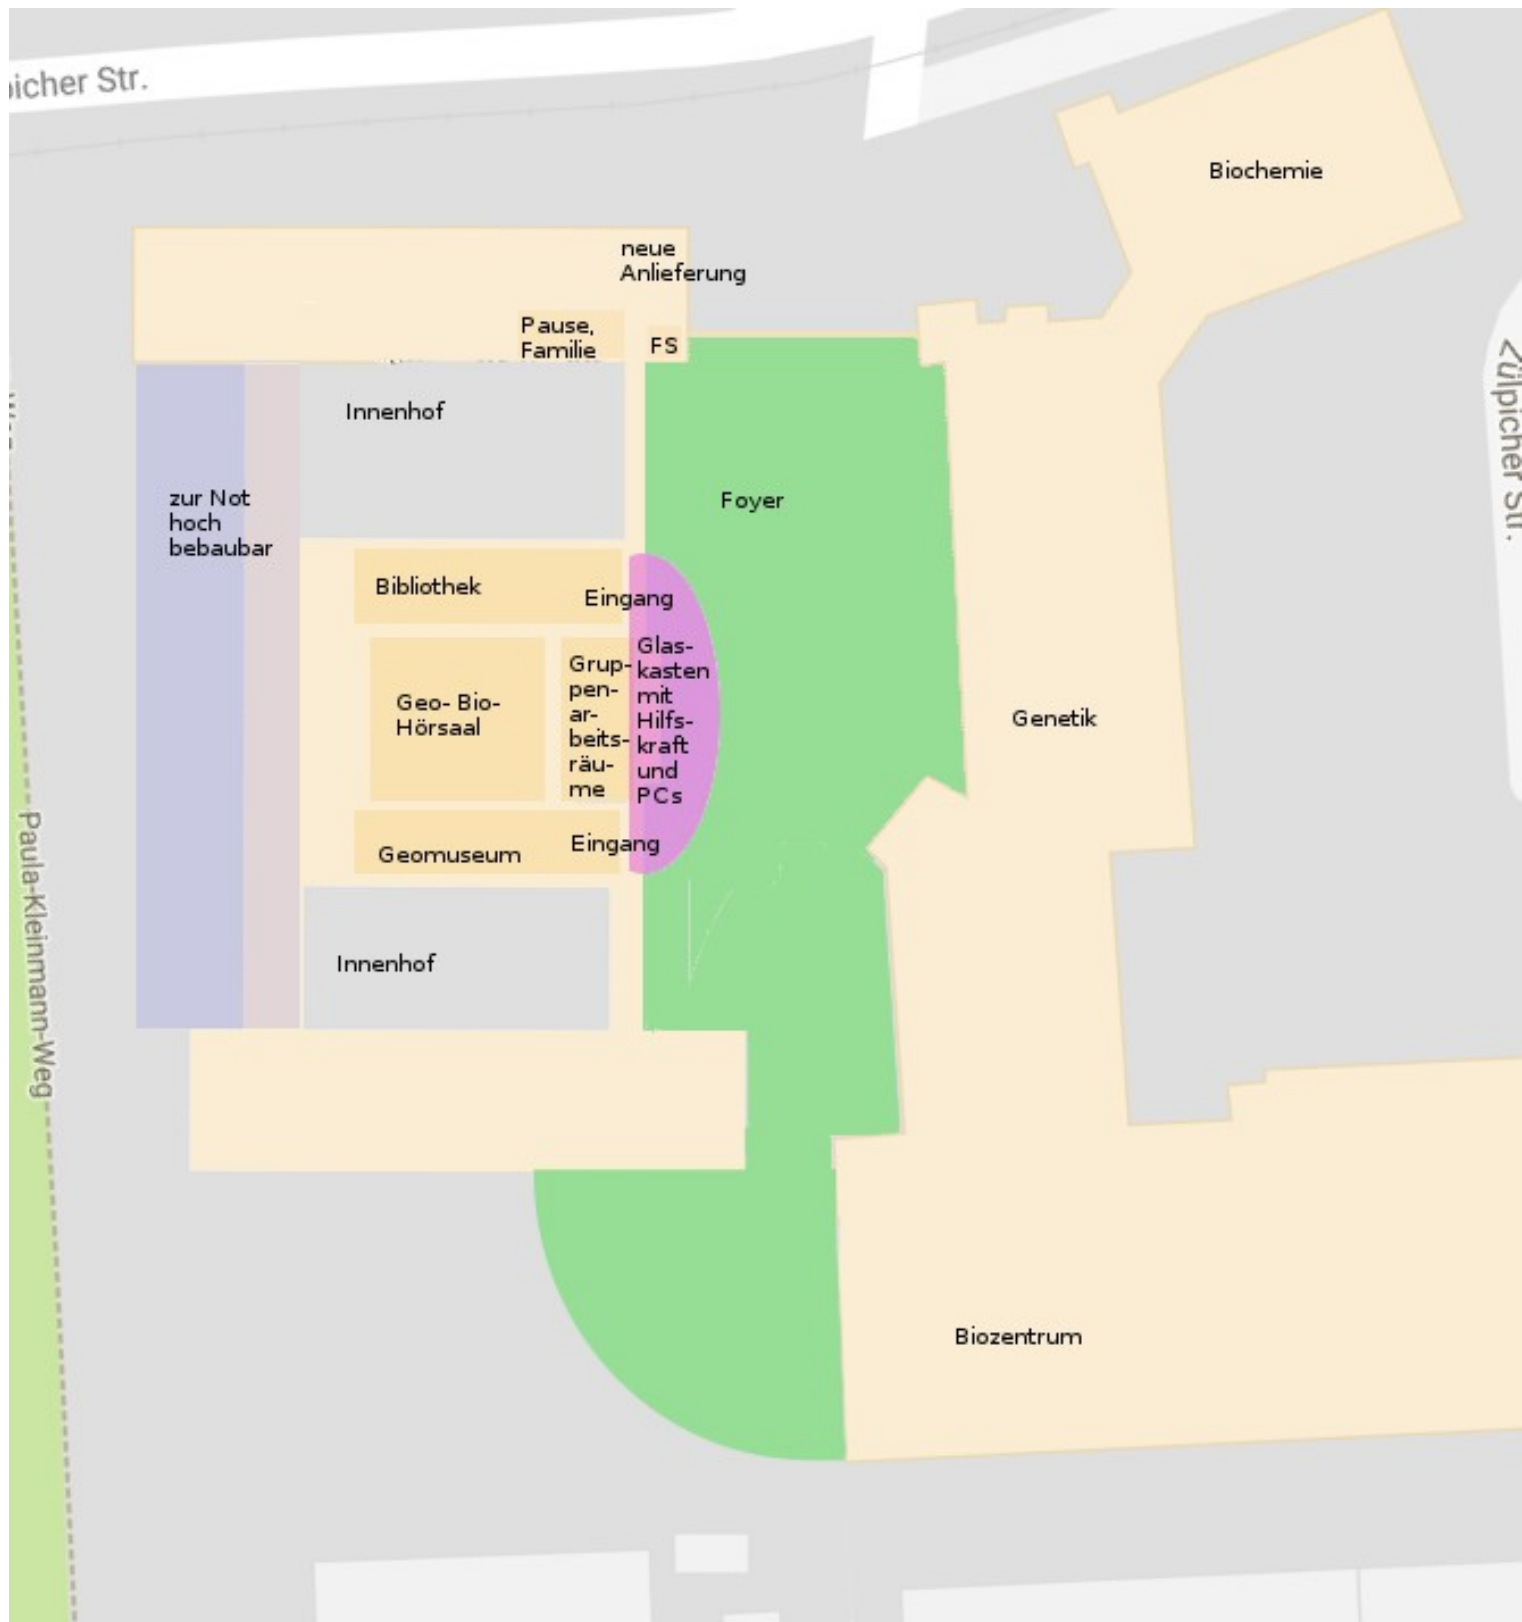 picher Str.
Biochemie
neue
Anlieferung
Pause,
Familie
FS
Innenhof
zur Not
hoch
bebaubar
Foyer
Zülpicher Str.
Bibliothek
Eingang
Glas-
kasten
mit
Hilfs-
kraft
und
PCs
Grup-
pen-
ar-
beits-
räu-
me
Geo- Bio-
Hörsaal
Genetik
Geomuseum
Eingang
Paula-Kleinmann-Weg
Innenhof
Biozentrum